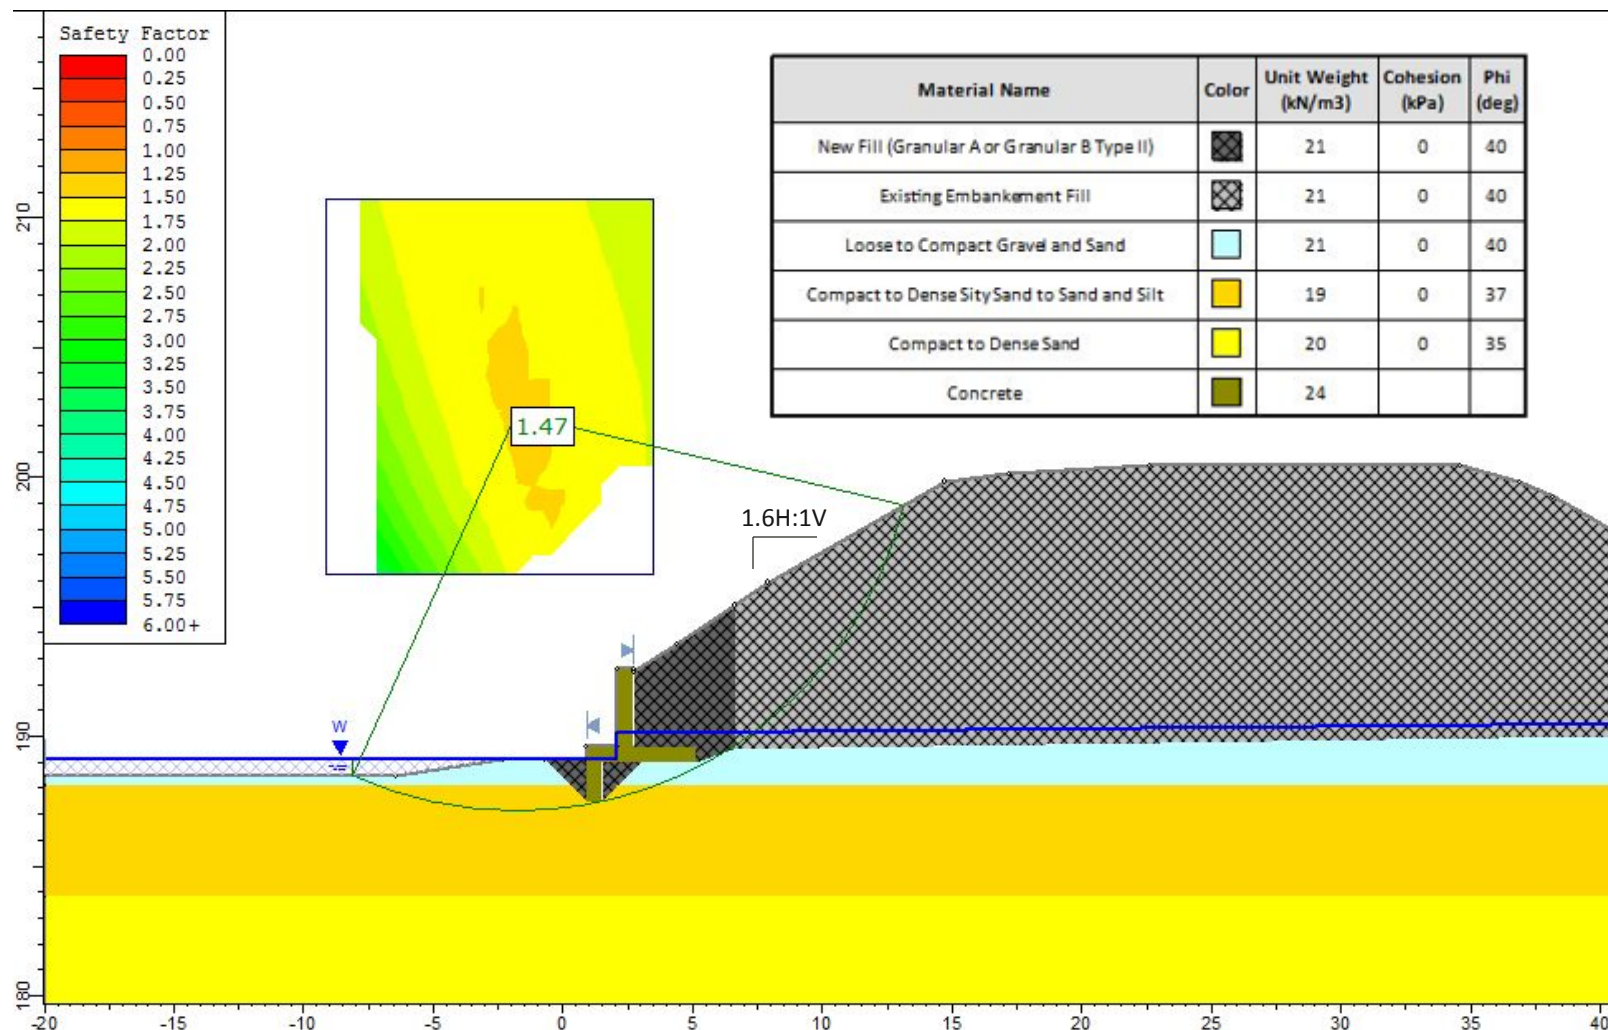 Safety Factor
0.00
0.25
0.50
0.75
1.00
1.25
1.50
1.75
2.00
2.25
2.50
2.75
3.00
3.25
3.50
3.75
4.00
4.25
4.50
4.75
5.00
5.25
5.50
5.75
6.00+
Material Name Color Unit Weight (kN/m3) Cohesion (kPa) Phi (deg)
New Fill (Granular A or Granular B Type II) 21 0 40
Existing Embankement Fill 21 0 40
Loose to Compact Gravel and Sand 21 0 40
Compact to Dense Sity Sand to Sand and Silt 19 0 37
Compact to Dense Sand 20 0 35
Concrete 24
1.47
1.6H:1V
W
210
200
190
180
-20 -15 -10 -5 0 5 10 15 20 25 30 35 40